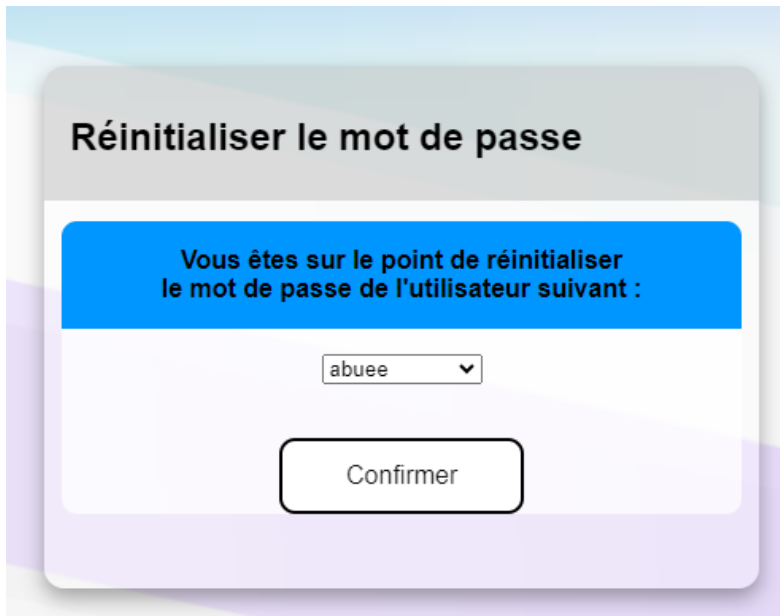 Réinitialiser le mot de passe
Vous êtes sur le point de réinitialiser
le mot de passe de l'utilisateur suivant :
abuee
Confirmer